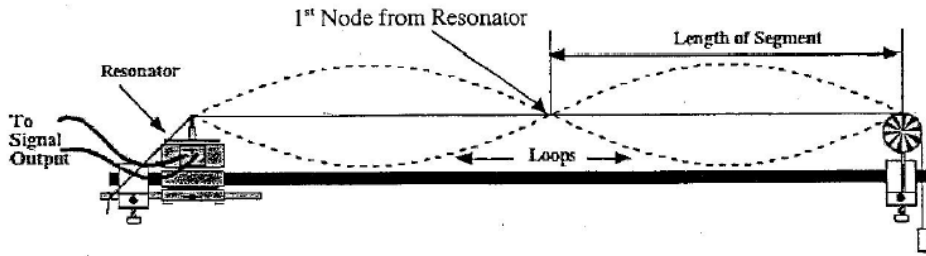 1st Node from Resonator
Length of Segment
Resonator
To
Signal
Output
Loops